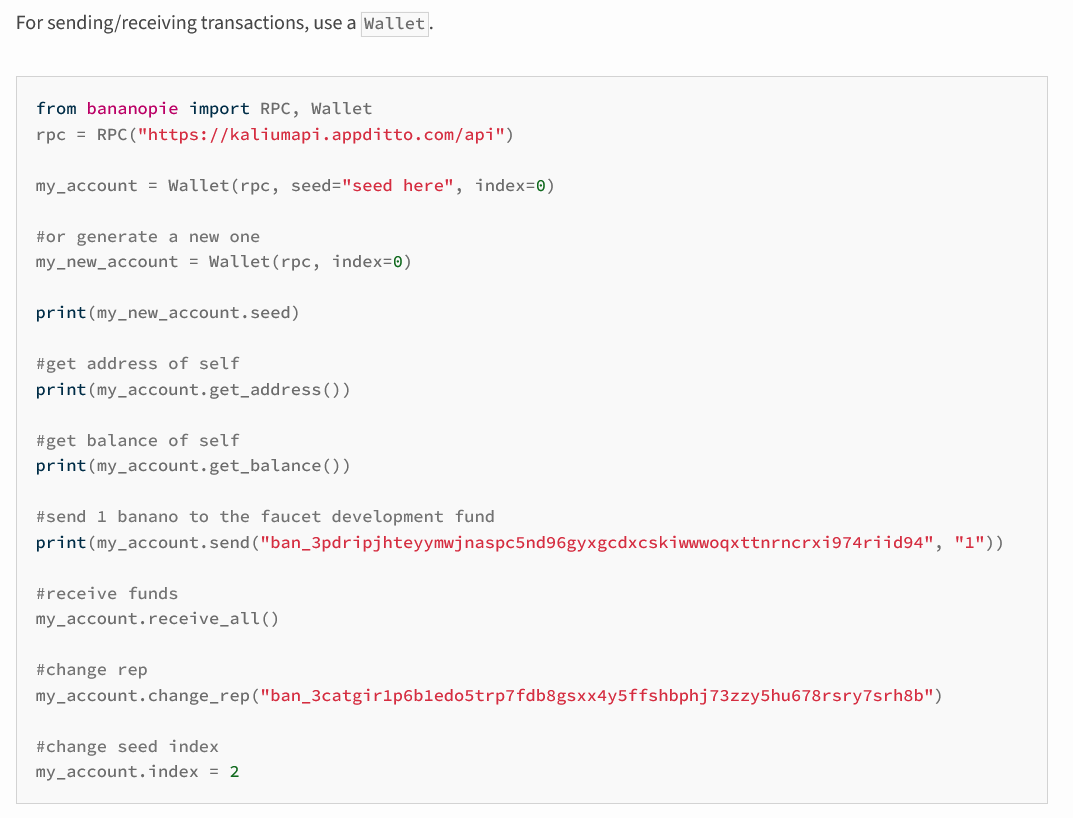 For sending/receiving transactions, use a Wallet.
from bananopie import RPC, Wallet
rpc = RPC("https://kaliumapi.appditto.com/api")
my_account = Wallet(rpc, seed="seed here", index=0)
#or generate a new one
my_new_account = Wallet(rpc, index=0)
print(my_new_account.seed)
#get address of self
print(my_account.get_address())
#get balance of self
print(my_account.get_balance())
#send 1 banano to the faucet development fund
print(my_account.send("ban_3pdripjhteyymwjnaspc5nd96gyxgcdxcskiwwwoqxttnrncrxi974riid94", "1"))
#receive funds
my_account.receive_all()
#change rep
my_account.change_rep("ban_3catgir1p6b1edo5trp7fdb8gsxx4y5ffshbphj73zzy5hu678rsry7srh8b")
#change seed index
my_account.index = 2